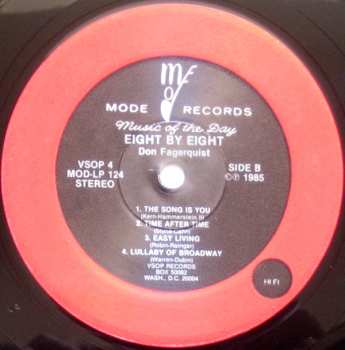 MODE RECORDS
Music of the Day
EIGHT BY EIGHT
Don Fagerquist
VSOP 4
MOD-LP 124
STEREO
SIDE B
©℗ 1985
1. THE SONG IS YOU
(Kern-Hammerstein II)
2. TIME AFTER TIME
(Styne-Cahn)
3. EASY LIVING
(Robin-Rainger)
4. LULLABY OF BROADWAY
(Warren-Dubin)
VSOP RECORDS
BOX 50082
WASH., D.C. 20004
HI FI